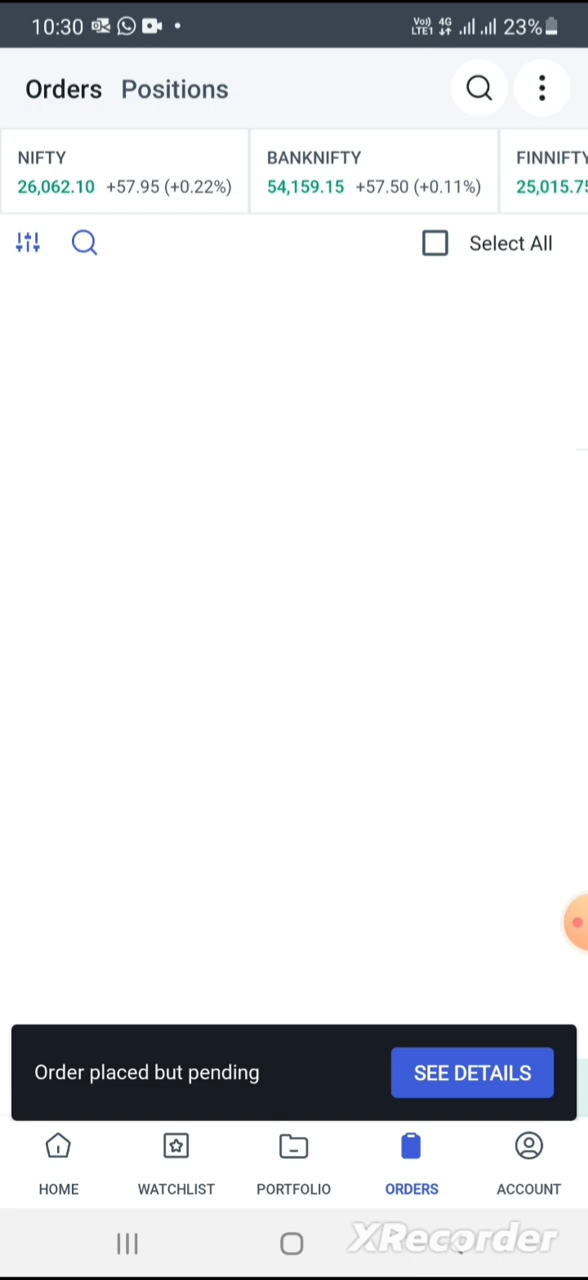 10:30 Vo)) LTE1 4G 23%
Orders Positions
NIFTY BANKNIFTY FINNIFTY
26,062.10 +57.95 (+0.22%) 54,159.15 +57.50 (+0.11%) 25,015.75
Select All
Order placed but pending SEE DETAILS
HOME WATCHLIST PORTFOLIO ORDERS ACCOUNT
XRecorder